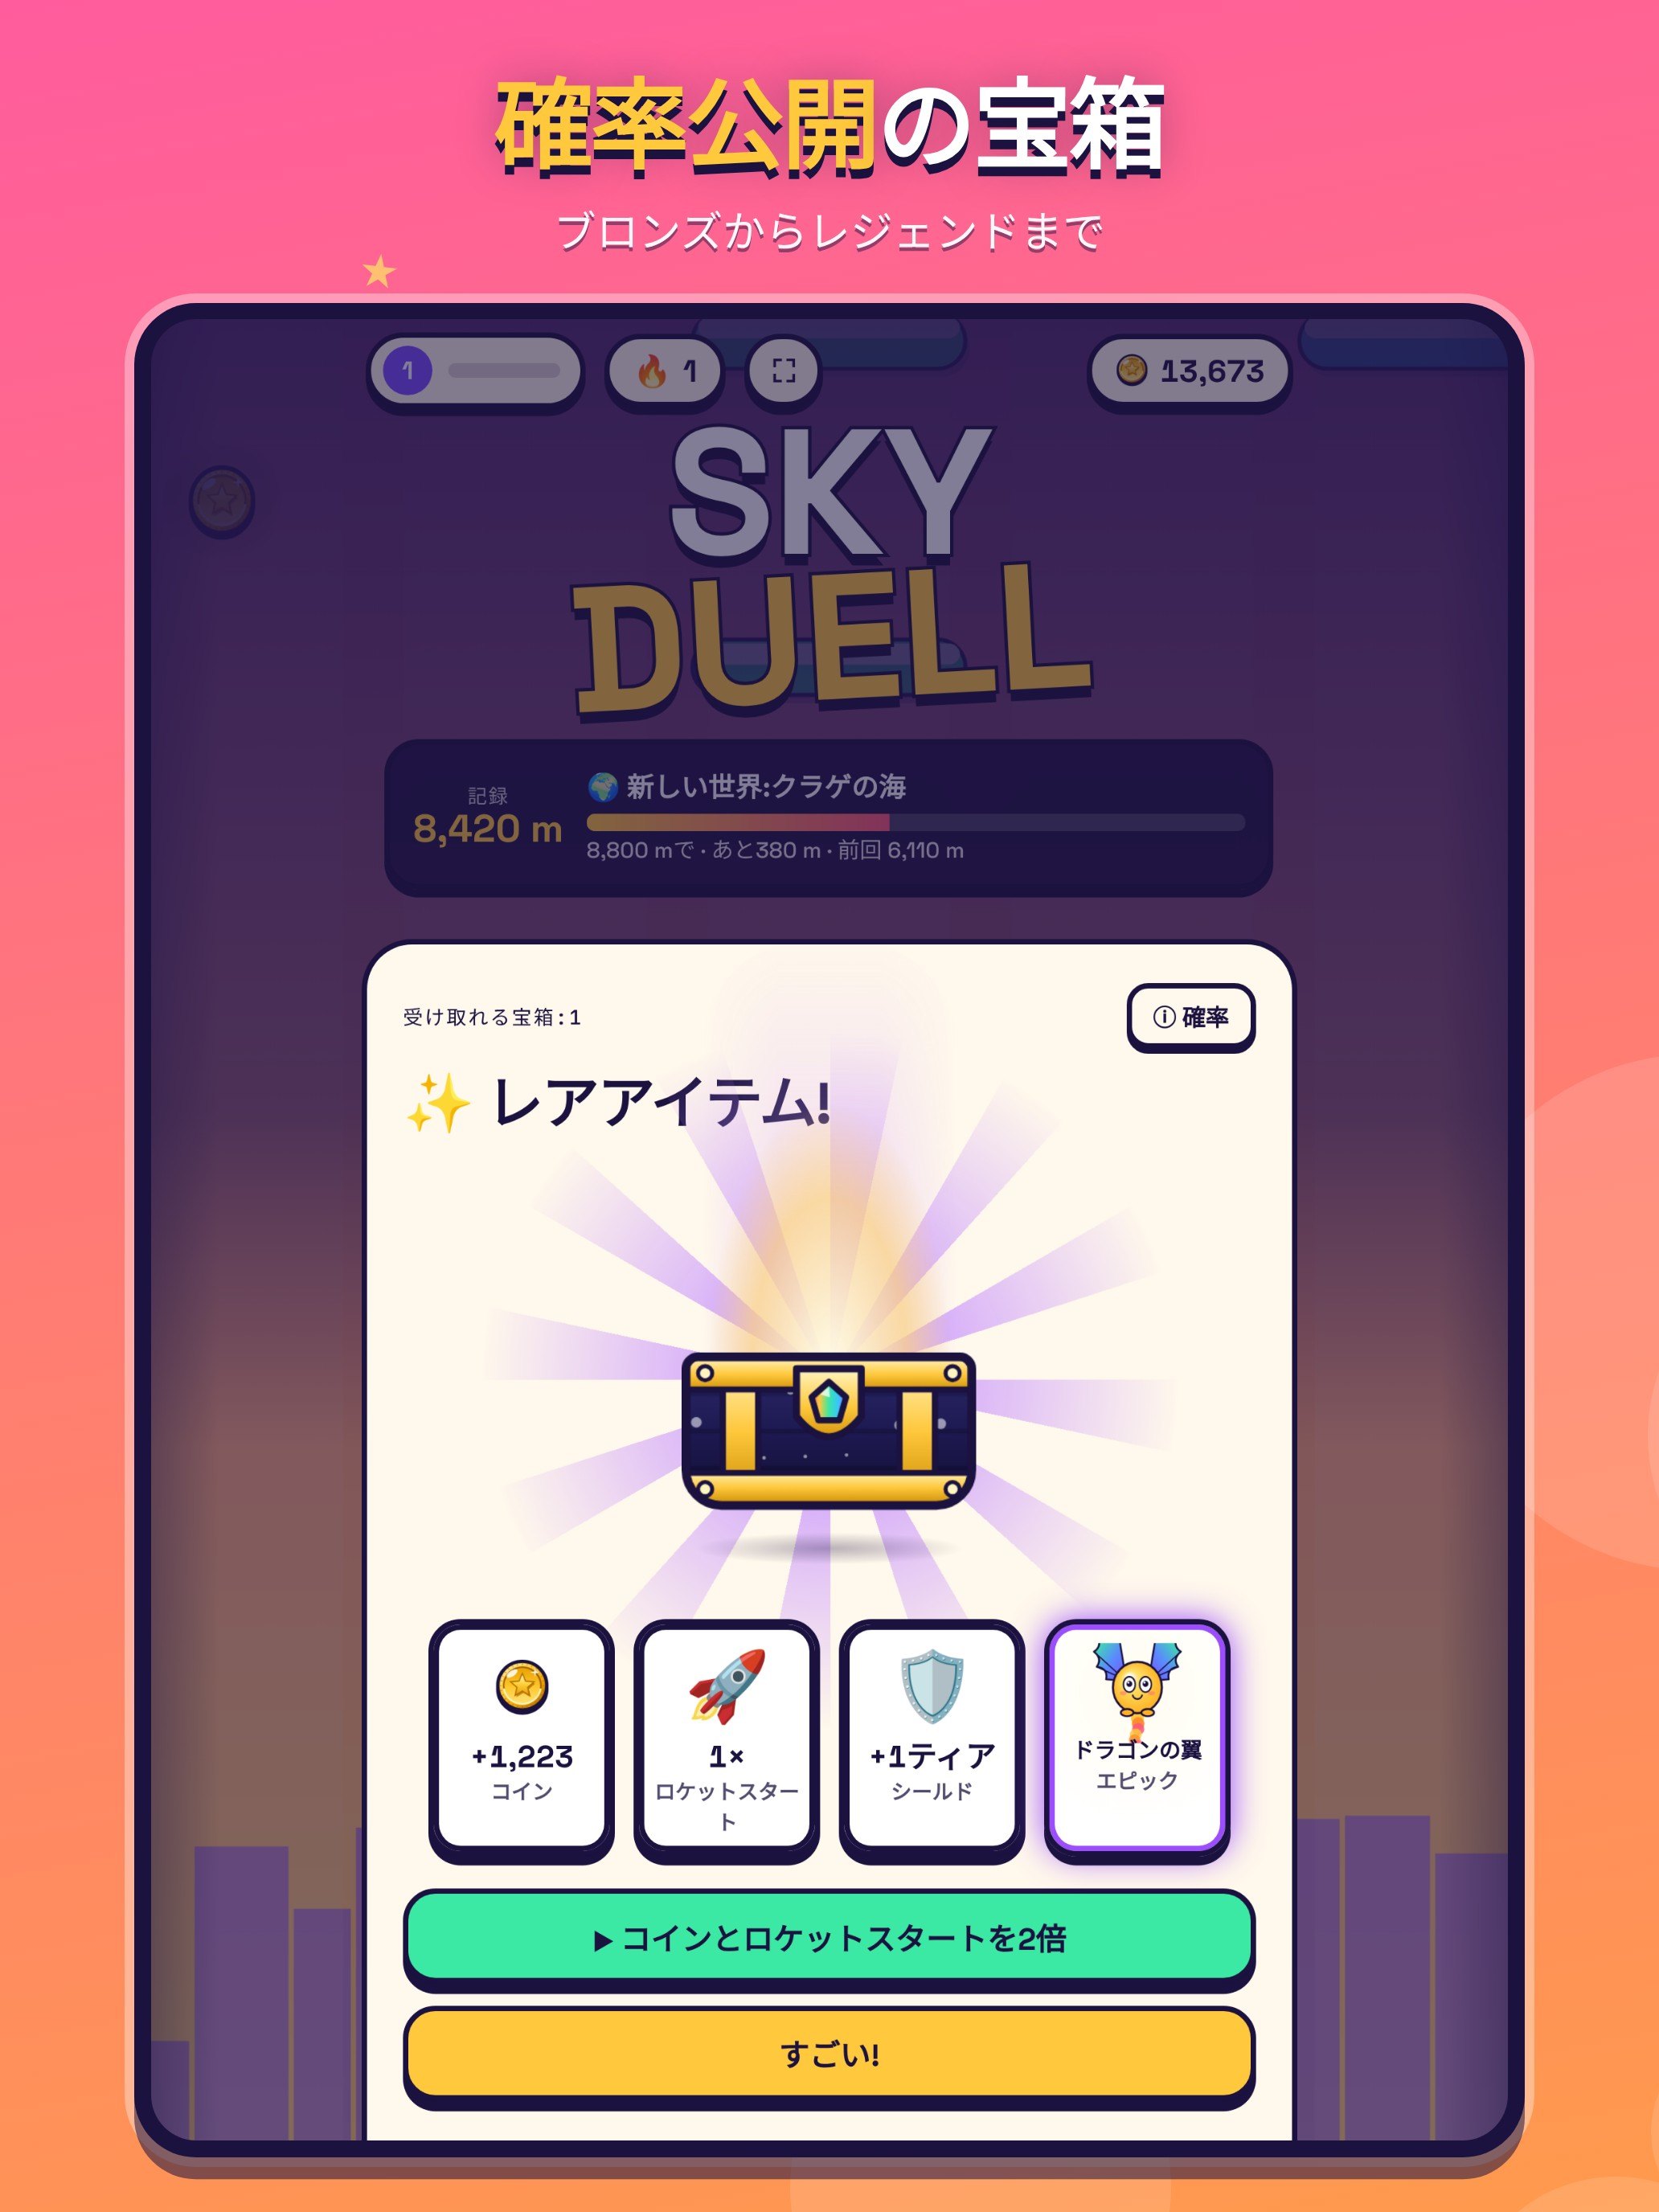 確率公開の宝箱
ブロンズからレジェンドまで
1
1
13,673
SKY
DUELL
記録
8,420 m
新しい世界:クラゲの海
8,800 mで · あと380 m · 前回 6,110 m
受け取れる宝箱:1
ⓘ 確率
✨ レアアイテム!
+1,223
コイン
1×
ロケットスター
ト
+1ティア
シールド
ドラゴンの翼
エピック
▶ コインとロケットスタートを2倍
すごい!